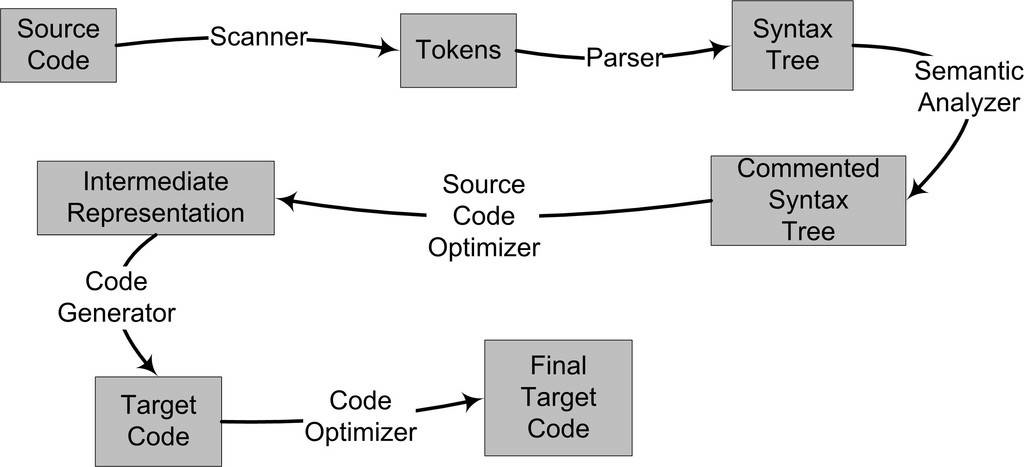 Source
Code
Scanner
Tokens
Parser
Syntax
Tree
Semantic
Analyzer
Commented
Syntax
Tree
Source
Code
Optimizer
Intermediate
Representation
Code
Generator
Target
Code
Code
Optimizer
Final
Target
Code